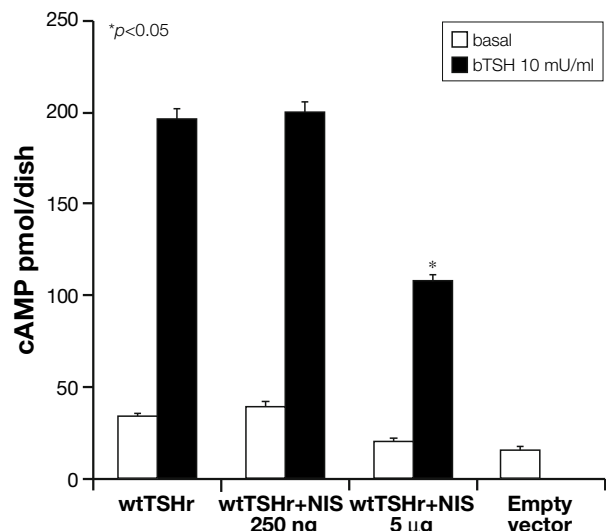 *p<0.05
basal
bTSH 10 mU/ml
cAMP pmol/dish
250
200
150
100
50
0
*
wtTSHr
wtTSHr+NIS
250 ng
wtTSHr+NIS
5 µg
Empty
vector